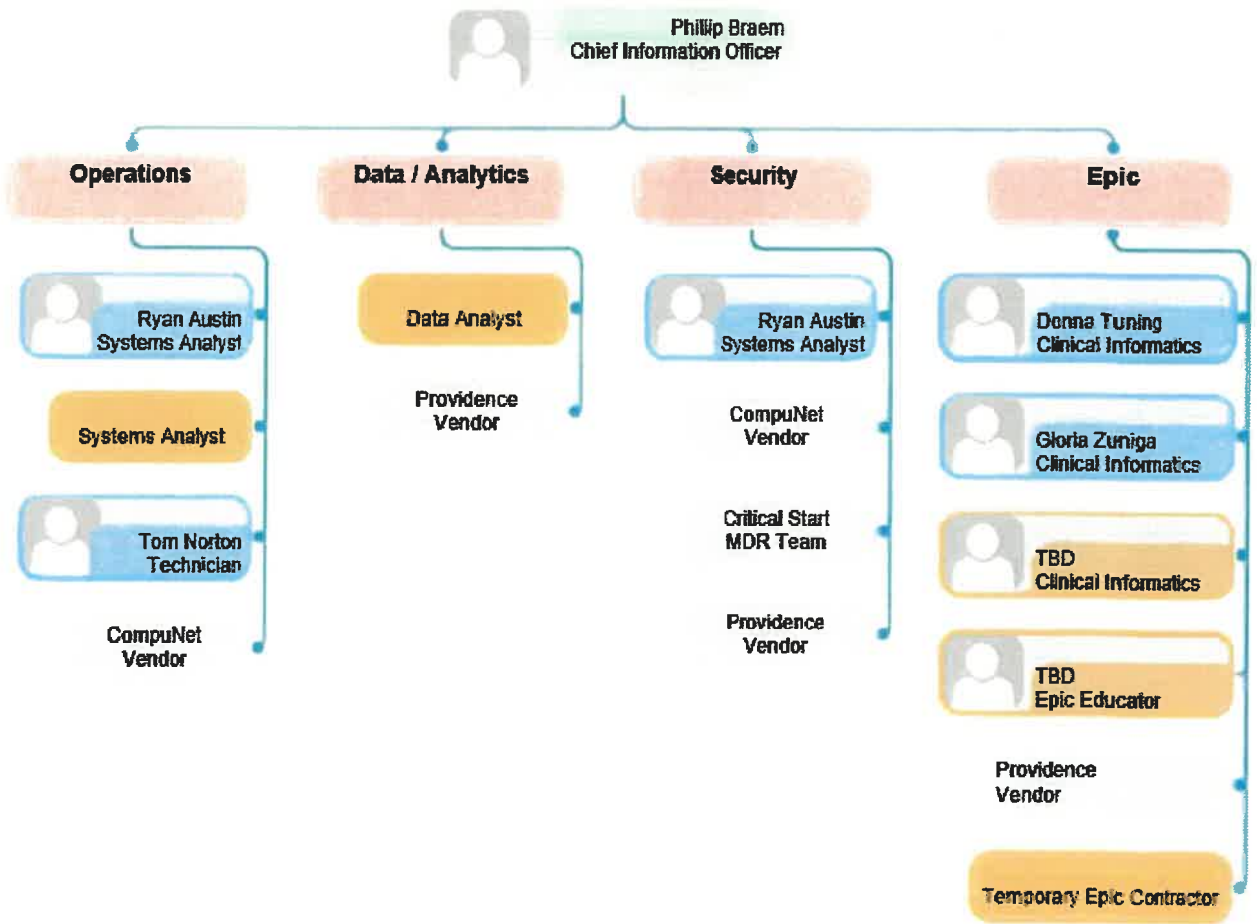 Phillip Braem
Chief Information Officer
Operations
Data / Analytics
Security
Epic
Ryan Austin
Systems Analyst
Systems Analyst
Tom Norton
Technician
CompuNet
Vendor
Data Analyst
Providence
Vendor
Ryan Austin
Systems Analyst
CompuNet
Vendor
Critical Start
MDR Team
Providence
Vendor
Donna Tuning
Clinical Informatics
Gloria Zuniga
Clinical Informatics
TBD
Clinical Informatics
TBD
Epic Educator
Providence
Vendor
Temporary Epic Contractor